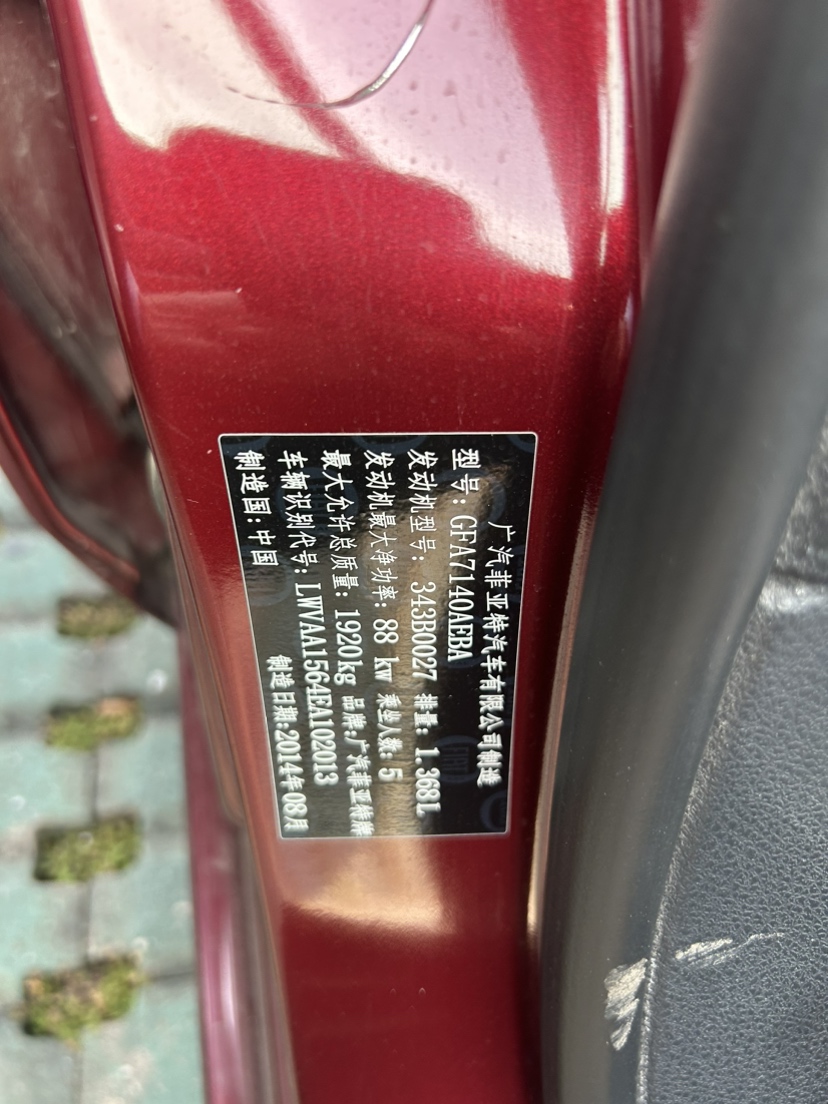 广汽菲亚特汽车有限公司制造
型号：GFA7140AEBA
发动机型号：343B0027 排量：1.368L
发动机最大净功率：88 kw 乘坐人数：5
最大允许总质量：1920kg 品牌：广汽菲亚特牌
车辆识别代号：LWVAA1564EA102013
制造国：中国 制造日期：2014年08月